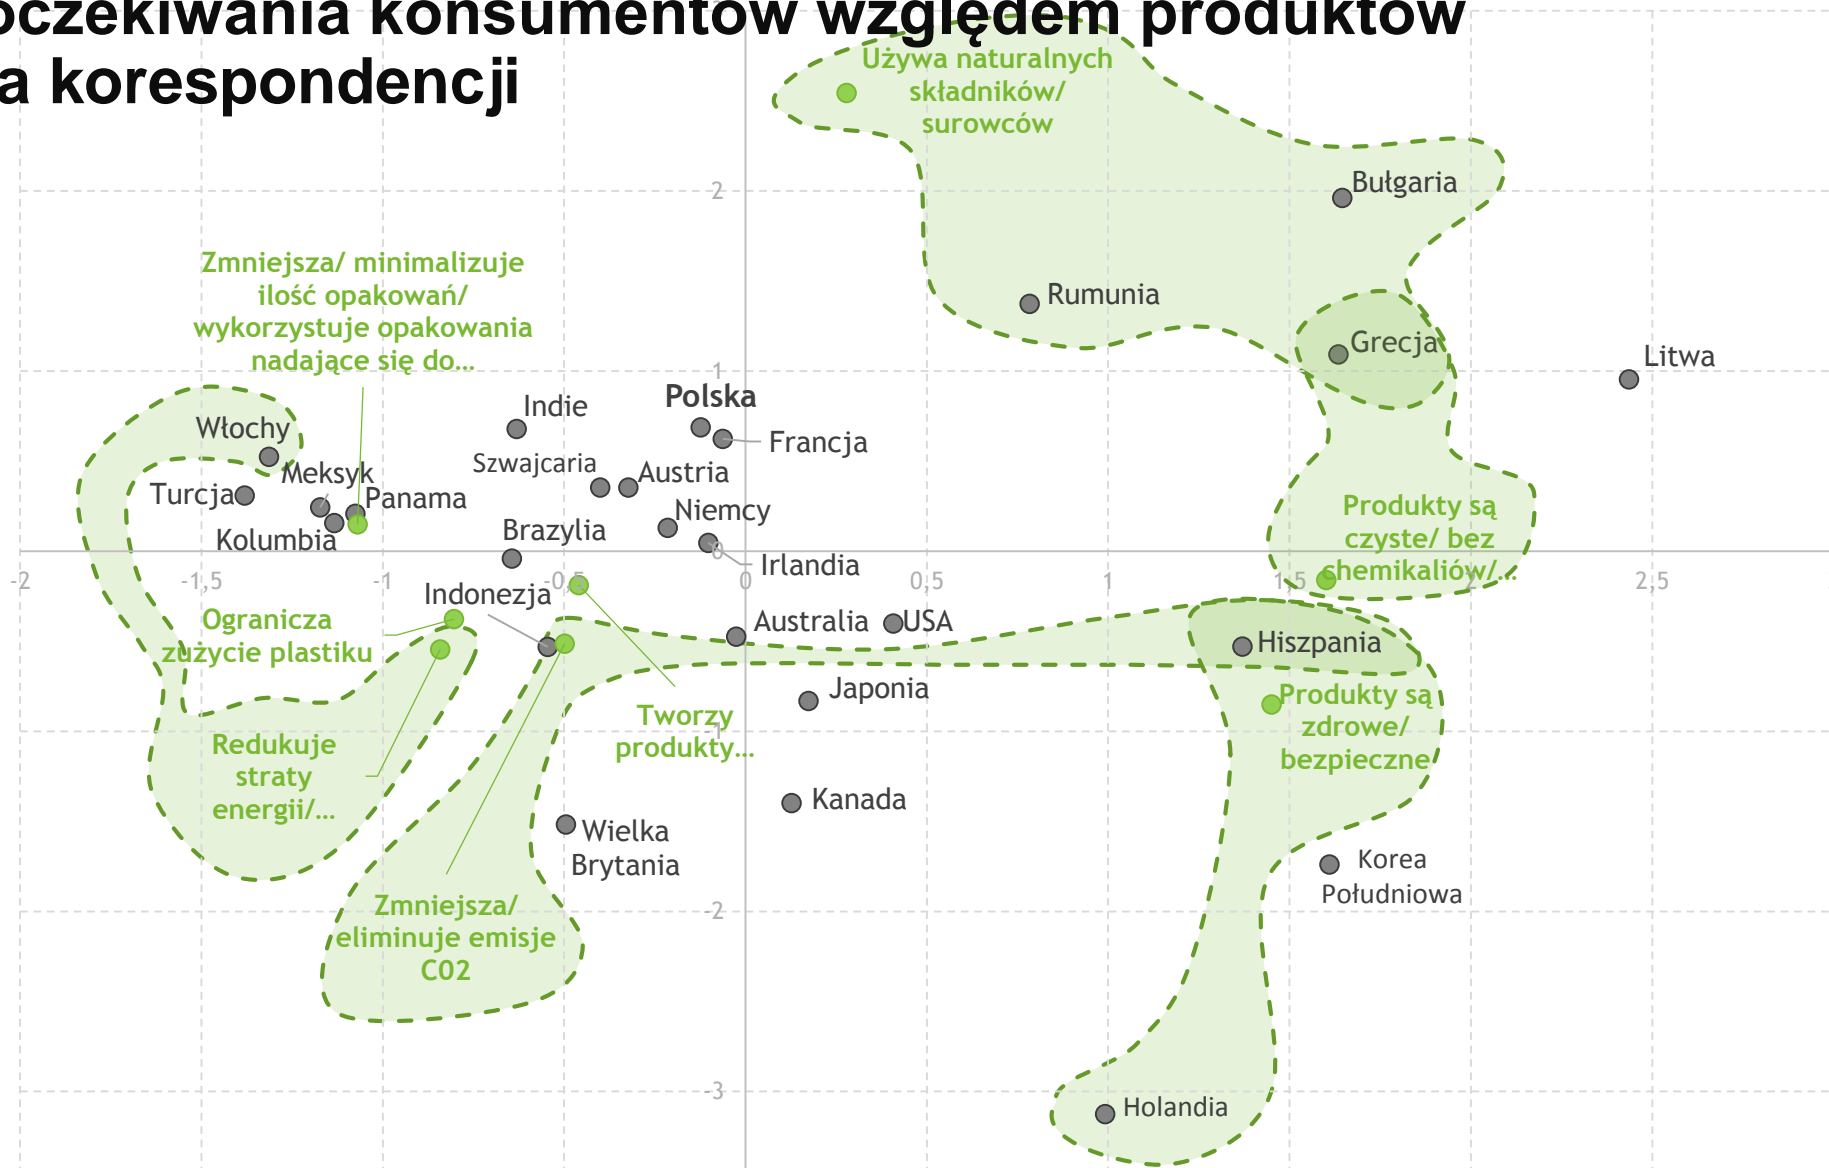 oczekiwania konsumentów względem produktów
a korespondencji
Używa naturalnych
składników/
surowców
2
Bułgaria
Zmniejsza/ minimalizuje
ilość opakowań/
wykorzystuje opakowania
nadające się do...
Rumunia
Grecja
Litwa
1
Polska
Indie
Francja
Włochy
Szwajcaria
Austria
Meksyk
Turcja
Panama
Niemcy
Produkty są
czyste/ bez
chemikaliów/...
Kolumbia
Brazylia
0
Irlandia
-2
-1,5
-1
-0,5
0
0,5
1
1,5
2
2,5
Indonezja
Ogranicza
zużycie plastiku
Australia
USA
Hiszpania
Japonia
Produkty są
zdrowe/
bezpieczne
Tworzy
produkty...
-1
Redukuje
straty
energii/...
Kanada
Wielka
Brytania
Korea
Południowa
Zmniejsza/
eliminuje emisje
C02
-2
-3
Holandia